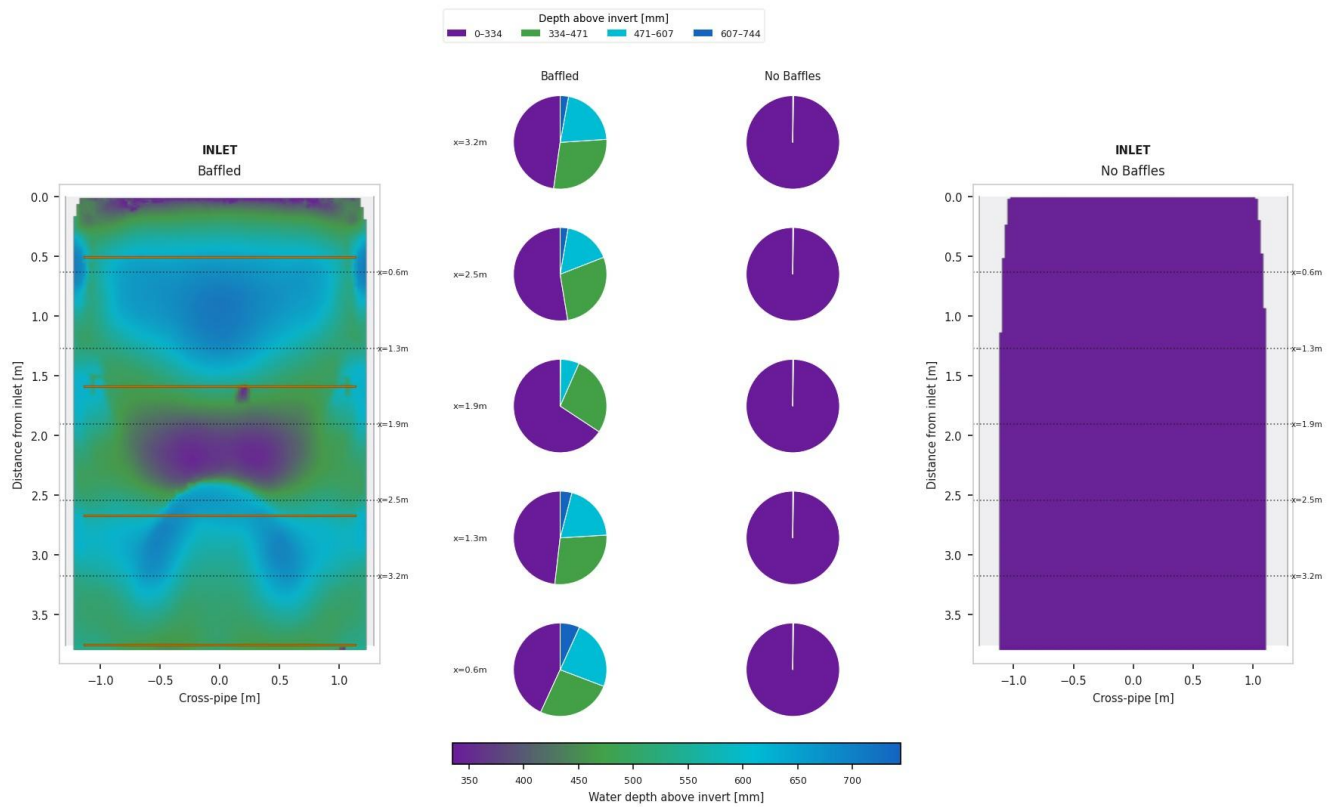 Depth above invert [mm]
0–334 334–471 471–607 607–744
Baffled No Baffles
x=3.2m
x=2.5m
x=1.9m
x=1.3m
x=0.6m
INLET
Baffled
0.0
0.5
1.0
1.5
2.0
2.5
3.0
3.5
Distance from inlet [m]
x=0.6m
x=1.3m
x=1.9m
x=2.5m
x=3.2m
−1.0 −0.5 0.0 0.5 1.0
Cross-pipe [m]
INLET
No Baffles
0.0
0.5
1.0
1.5
2.0
2.5
3.0
3.5
Distance from inlet [m]
x=0.6m
x=1.3m
x=1.9m
x=2.5m
x=3.2m
−1.0 −0.5 0.0 0.5 1.0
Cross-pipe [m]
350 400 450 500 550 600 650 700
Water depth above invert [mm]